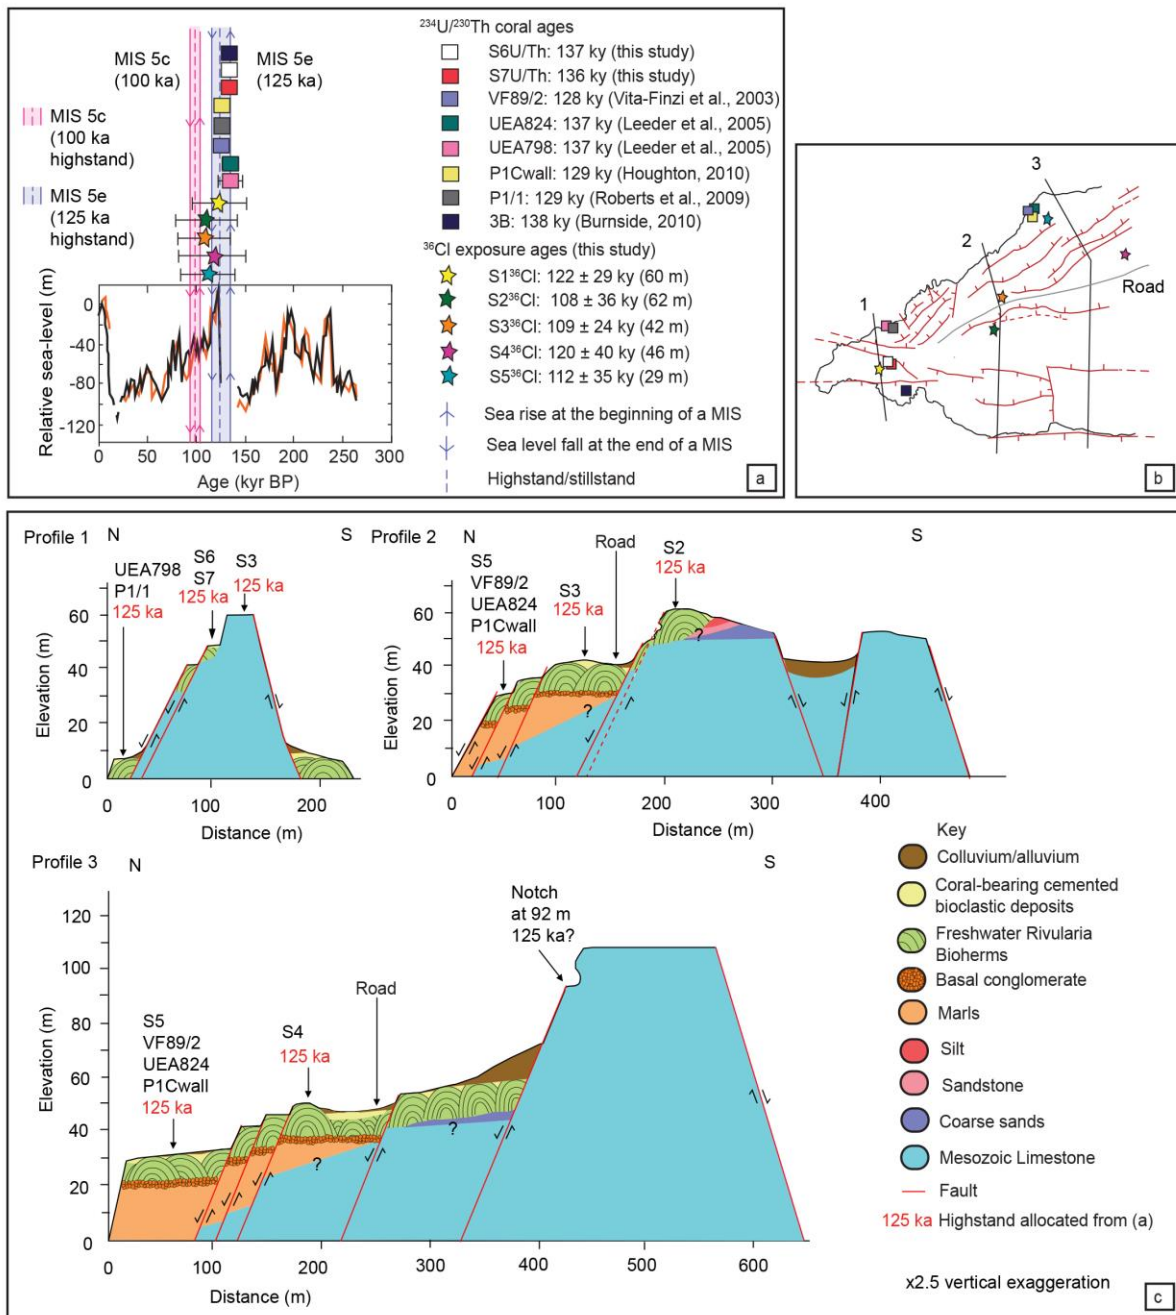 MIS 5c
(100 ka)
MIS 5e
(125 ka)
MIS 5c
(100 ka
highstand)
MIS 5e
(125 ka
highstand)
Relative sea-level (m)
0
-40
-80
-120
0
50
100
150
200
250
300
Age (kyr BP)
²³⁴U/²³⁰Th coral ages
S6U/Th: 137 ky (this study)
S7U/Th: 136 ky (this study)
VF89/2: 128 ky (Vita-Finzi et al., 2003)
UEA824: 137 ky (Leeder et al., 2005)
UEA798: 137 ky (Leeder et al., 2005)
P1Cwall: 129 ky (Houghton, 2010)
P1/1: 129 ky (Roberts et al., 2009)
3B: 138 ky (Burnside, 2010)
³⁶Cl exposure ages (this study)
S1³⁶Cl: 122 ± 29 ky (60 m)
S2³⁶Cl: 108 ± 36 ky (62 m)
S3³⁶Cl: 109 ± 24 ky (42 m)
S4³⁶Cl: 120 ± 40 ky (46 m)
S5³⁶Cl: 112 ± 35 ky (29 m)
Sea rise at the beginning of a MIS
Sea level fall at the end of a MIS
Highstand/stillstand
a
1
2
3
Road
b
Profile 1
N
S
UEA798
P1/1
125 ka
S6
S7
125 ka
S3
125 ka
Elevation (m)
60
40
20
0
0
100
200
Distance (m)
Profile 2
N
S
S5
VF89/2
UEA824
P1Cwall
125 ka
S3
125 ka
Road
S2
125 ka
?
?
Elevation (m)
60
40
20
0
0
100
200
300
400
Distance (m)
Profile 3
N
S
S5
VF89/2
UEA824
P1Cwall
125 ka
S4
125 ka
Road
Notch
at 92 m
125 ka?
?
?
Elevation (m)
120
100
80
60
40
20
0
0
100
200
300
400
500
600
Distance (m)
Key
Colluvium/alluvium
Coral-bearing cemented
bioclastic deposits
Freshwater Rivularia
Bioherms
Basal conglomerate
Marls
Silt
Sandstone
Coarse sands
Mesozoic Limestone
Fault
125 ka Highstand allocated from (a)
x2.5 vertical exaggeration
c